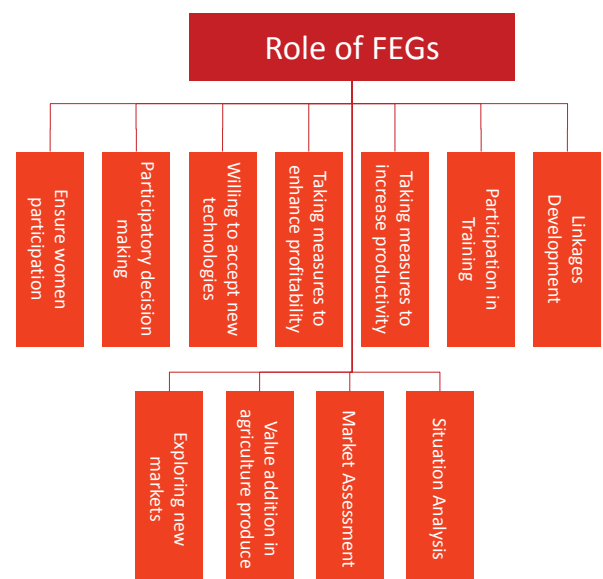 Role of FEGs
Ensure women
participation
Participatory decision
making
Willing to accept new
technologies
Taking measures to
enhance profitability
Taking measures to
increase productivity
Participation in
Training
Linkages
Development
Exploring new
markets
Value addition in
agriculture produce
Market Assessment
Situation Analysis